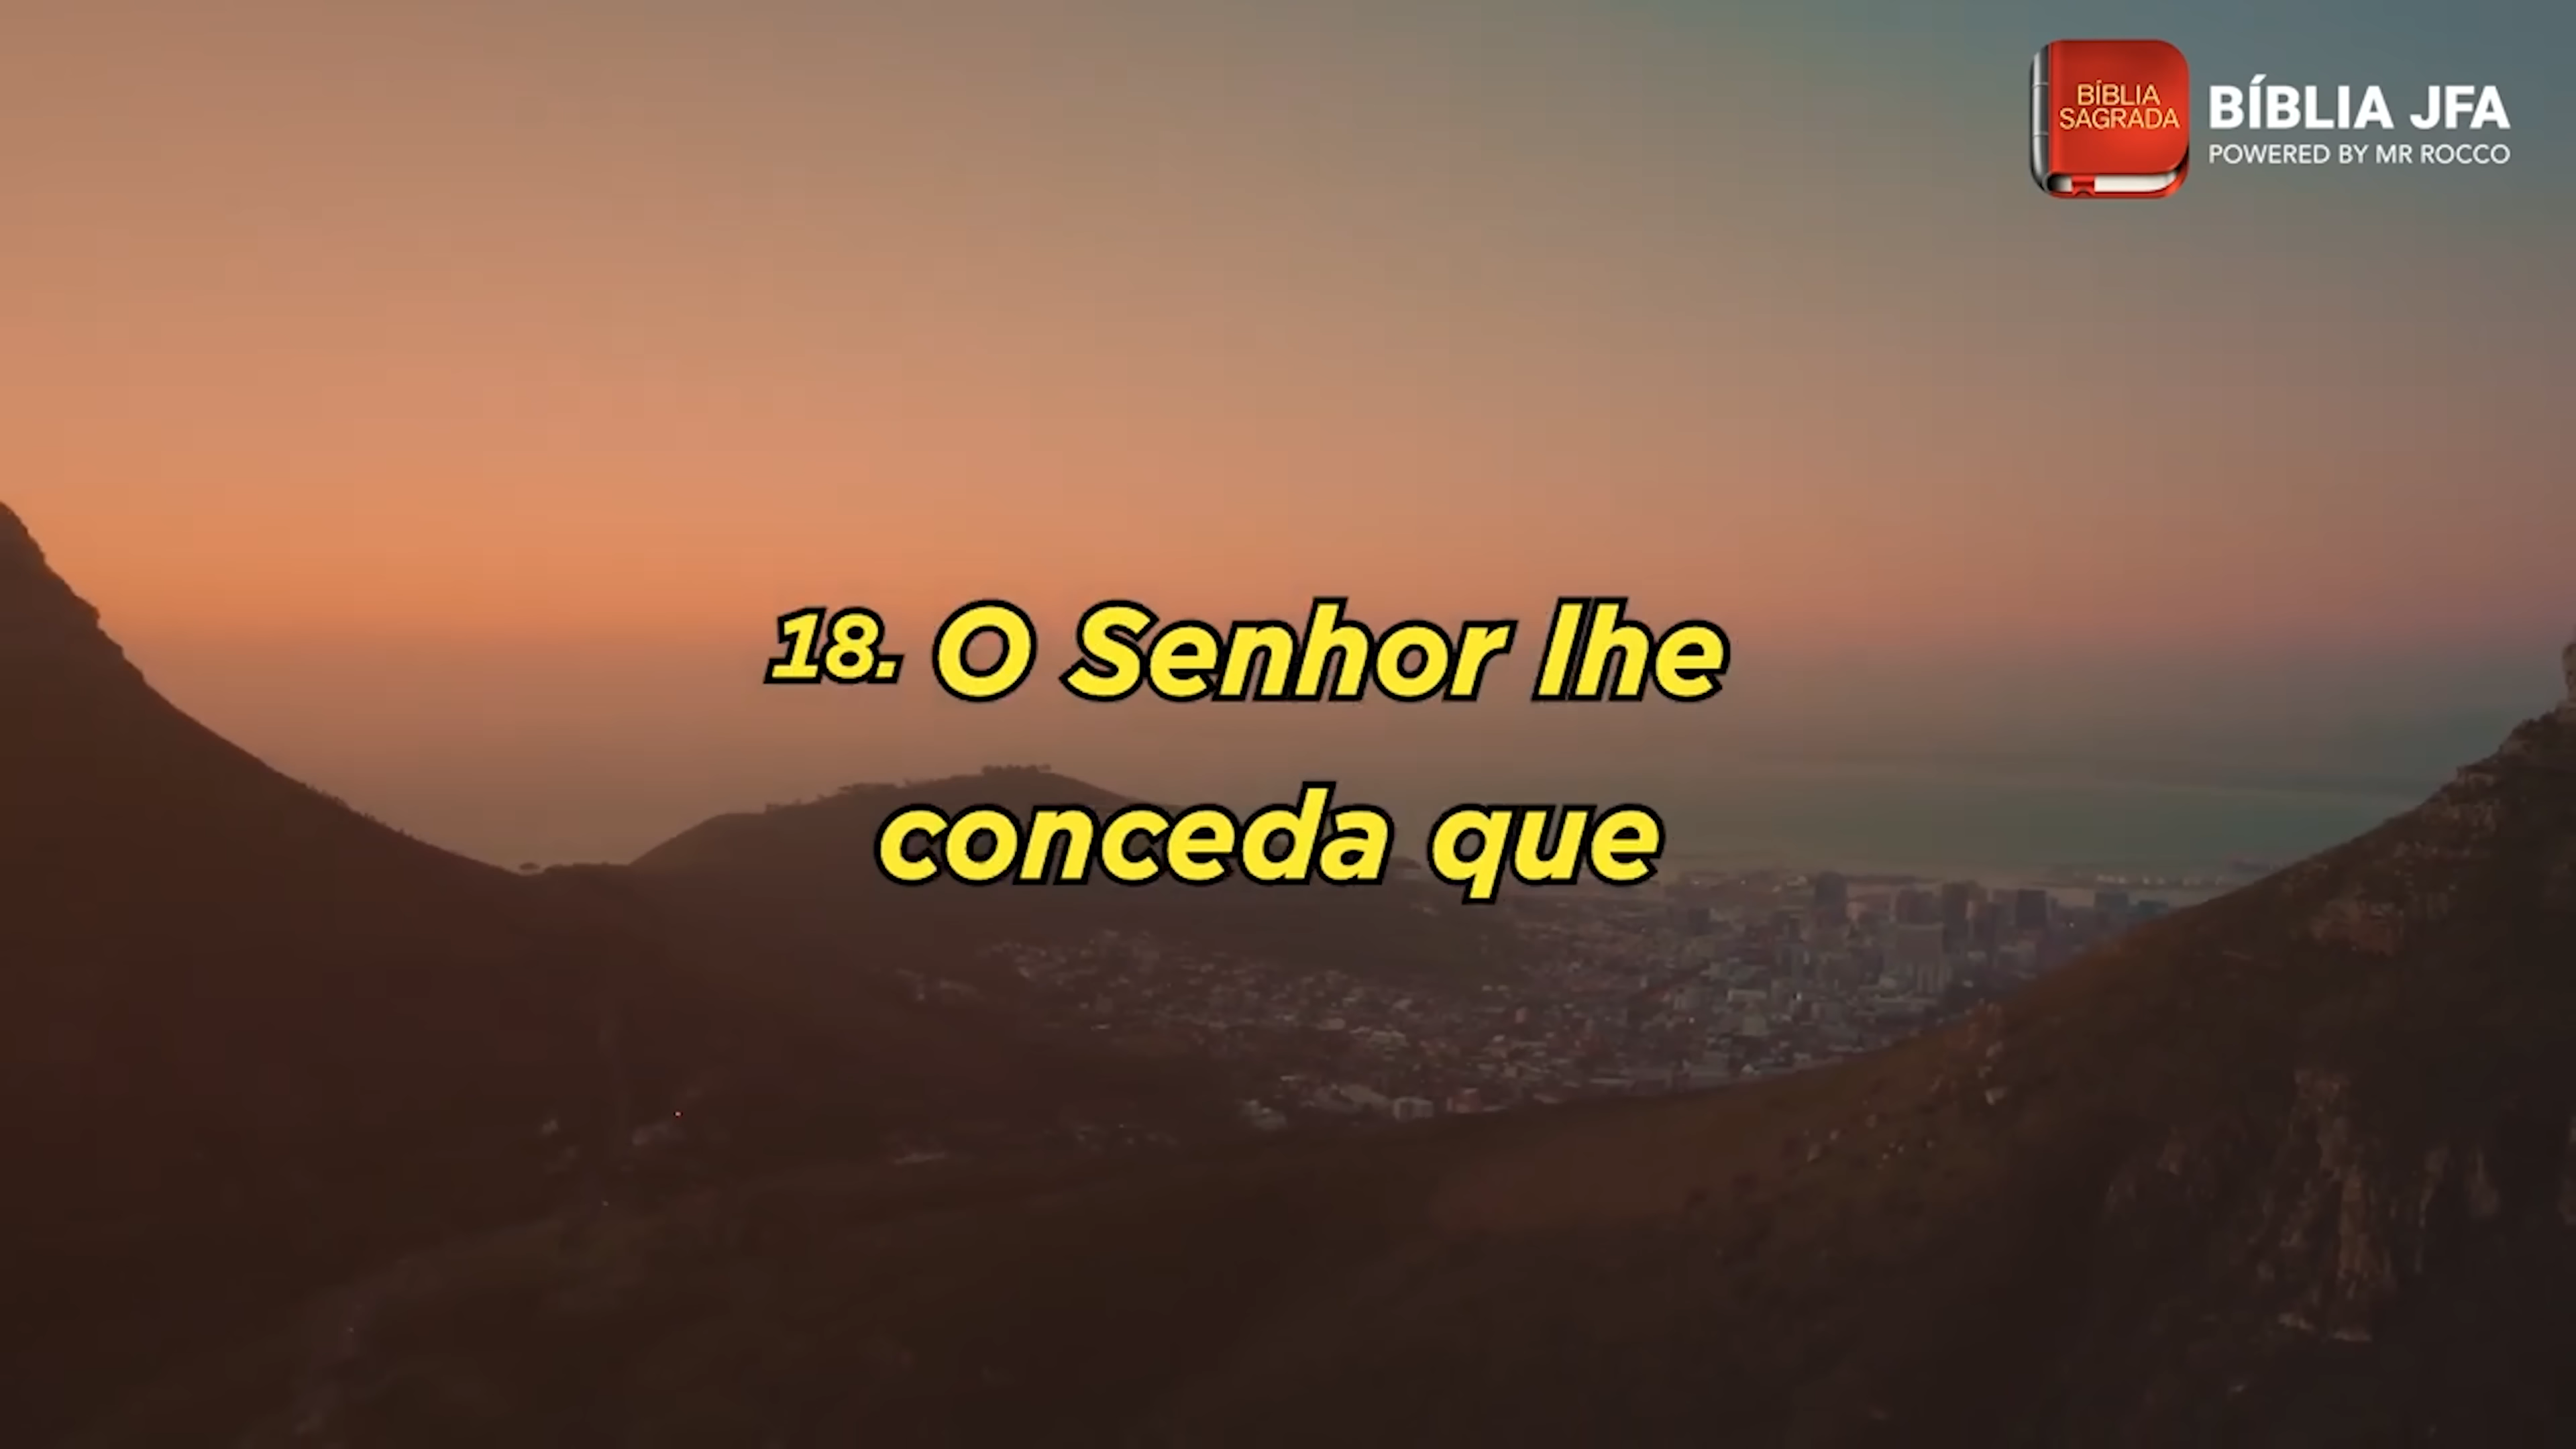 BÍBLIA
SAGRADA
BÍBLIA JFA
POWERED BY MR ROCCO
18. O Senhor lhe
conceda que